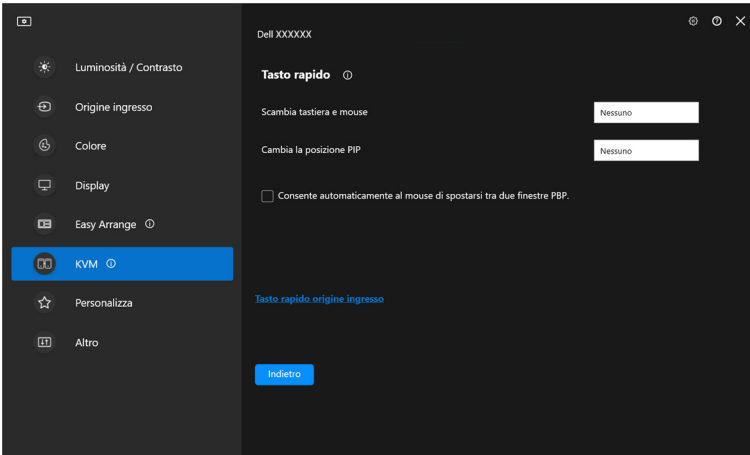 Dell XXXXXX
Luminosità / Contrasto
Origine ingresso
Colore
Display
Easy Arrange
KVM
Personalizza
Altro
Tasto rapido
Scambia tastiera e mouse
Nessuno
Cambia la posizione PIP
Nessuno
Consente automaticamente al mouse di spostarsi tra due finestre PBP.
Tasto rapido origine ingresso
Indietro